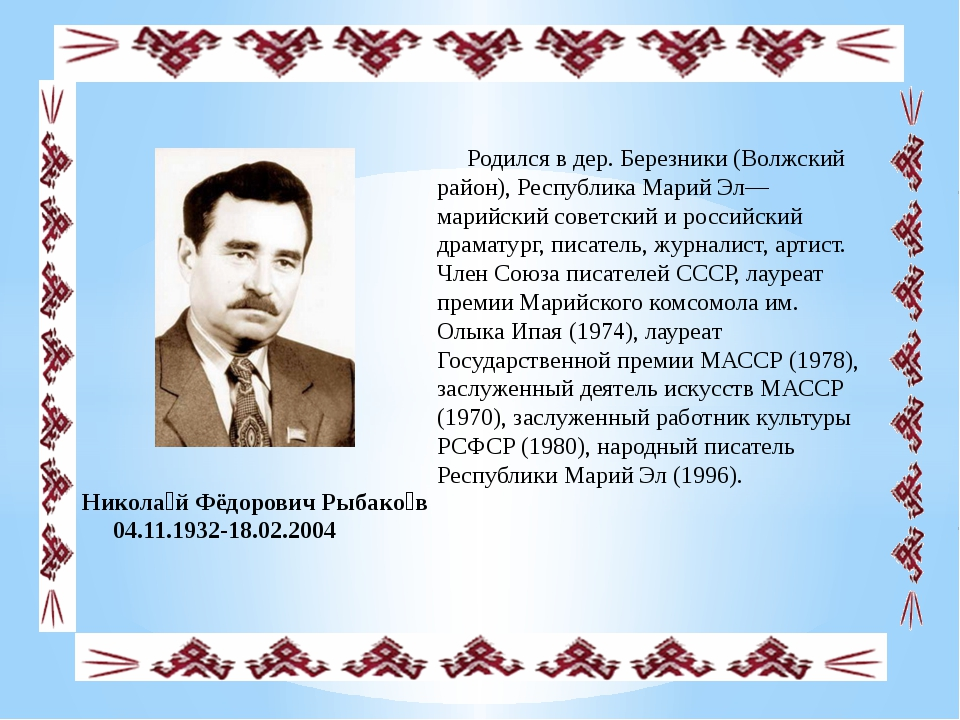 Родился в дер. Березники (Волжский
район), Республика Марий Эл—
марийский советский и российский
драматург, писатель, журналист, артист.
Член Союза писателей СССР, лауреат
премии Марийского комсомола им.
Олыка Ипая (1974), лауреат
Государственной премии МАССР (1978),
заслуженный деятель искусств МАССР
(1970), заслуженный работник культуры
РСФСР (1980), народный писатель
Республики Марий Эл (1996).
Никола́й Фёдорович Рыбако́в
04.11.1932-18.02.2004